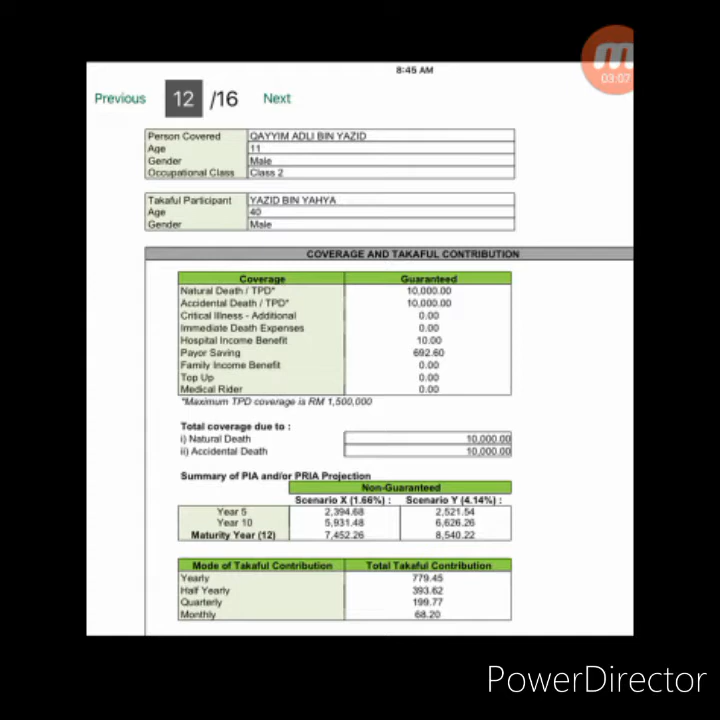 8:45 AM
03:07
Previous 12 /16 Next
Person Covered QAYYIM ADLI BIN YAZID
Age 11
Gender Male
Occupational Class Class 2
Takaful Participant YAZID BIN YAHYA
Age 40
Gender Male
COVERAGE AND TAKAFUL CONTRIBUTION
Coverage Guaranteed
Natural Death / TPD* 10,000.00
Accidental Death / TPD* 10,000.00
Critical Illness - Additional 0.00
Immediate Death Expenses 0.00
Hospital Income Benefit 10.00
Payor Saving 692.60
Family Income Benefit 0.00
Top Up 0.00
Medical Rider 0.00
*Maximum TPD coverage is RM 1,500,000
Total coverage due to :
i) Natural Death 10,000.00
ii) Accidental Death 10,000.00
Summary of PIA and/or PRIA Projection
Non-Guaranteed
Scenario X (1.66%) : Scenario Y (4.14%) :
Year 5 2,394.68 2,521.54
Year 10 5,931.48 6,626.26
Maturity Year (12) 7,452.26 8,540.22
Mode of Takaful Contribution Total Takaful Contribution
Yearly 779.45
Half Yearly 393.62
Quarterly 199.77
Monthly 68.20
PowerDirector